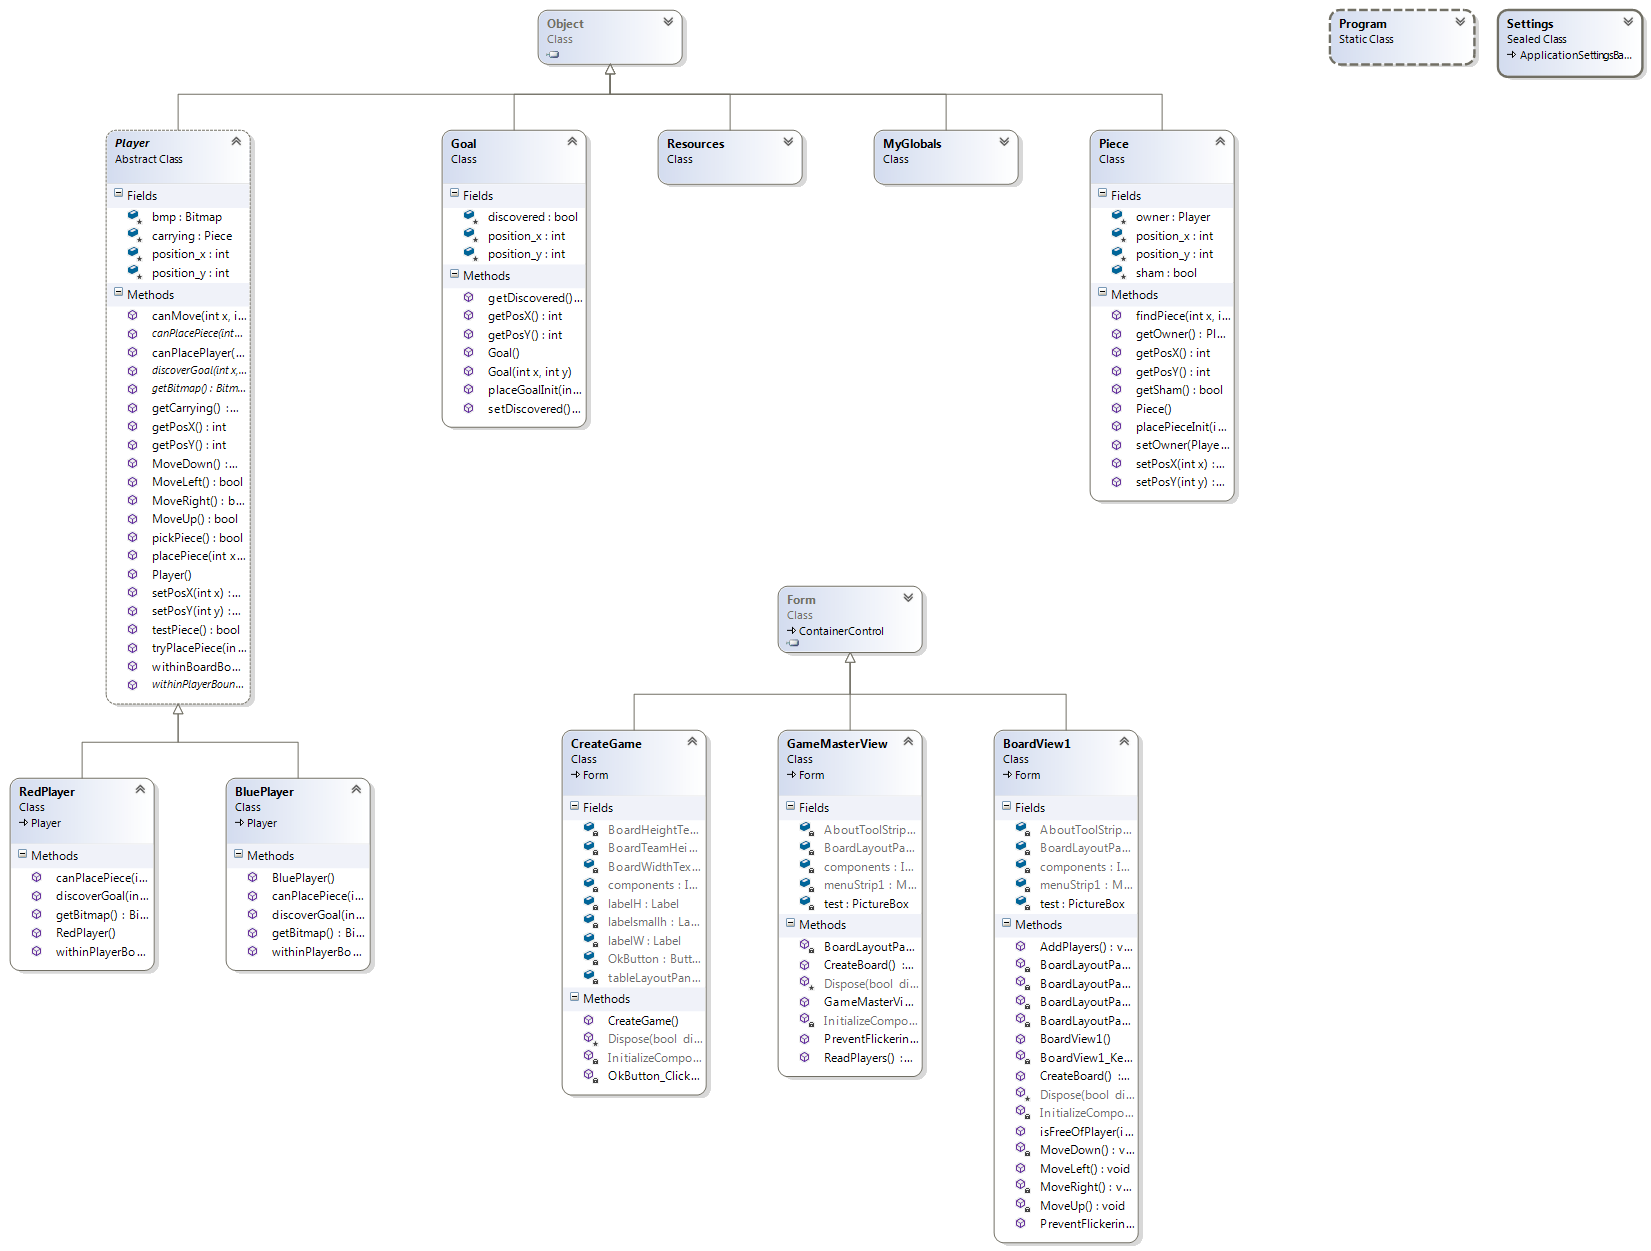 Object
Class
Program
Static Class
Settings
Sealed Class
ApplicationSettingsBa...
Player
Abstract Class
Fields
bmp : Bitmap
carrying : Piece
position_x : int
position_y : int
Methods
canMove(int x, i...
canPlacePiece(int...
canPlacePlayer(...
discoverGoal(int x,...
getBitmap() : Bitm...
getCarrying() :...
getPosX() : int
getPosY() : int
MoveDown() :...
MoveLeft() : bool
MoveRight() : b...
MoveUp() : bool
pickPiece() : bool
placePiece(int x...
Player()
setPosX(int x) :...
setPosY(int y) :...
testPiece() : bool
tryPlacePiece(in...
withinBoardBo...
withinPlayerBoun...
Goal
Class
Fields
discovered : bool
position_x : int
position_y : int
Methods
getDiscovered()...
getPosX() : int
getPosY() : int
Goal()
Goal(int x, int y)
placeGoalInit(in...
setDiscovered()...
Resources
Class
MyGlobals
Class
Piece
Class
Fields
owner : Player
position_x : int
position_y : int
sham : bool
Methods
findPiece(int x, i...
getOwner() : Pl...
getPosX() : int
getPosY() : int
getSham() : bool
Piece()
placePieceInit(i...
setOwner(Playe...
setPosX(int x) :...
setPosY(int y) :...
Form
Class
ContainerControl
RedPlayer
Class
Player
Methods
canPlacePiece(i...
discoverGoal(in...
getBitmap() : Bi...
RedPlayer()
withinPlayerBo...
BluePlayer
Class
Player
Methods
BluePlayer()
canPlacePiece(i...
discoverGoal(in...
getBitmap() : Bi...
withinPlayerBo...
CreateGame
Class
Form
Fields
BoardHeightTe...
BoardTeamHei...
BoardWidthTex...
components : I...
labelH : Label
labelsmallh : La...
labelW : Label
OkButton : Butt...
tableLayoutPan...
Methods
CreateGame()
Dispose(bool di...
InitializeCompo...
OkButton_Click...
GameMasterView
Class
Form
Fields
AboutToolStrip...
BoardLayoutPa...
components : I...
menuStrip1 : M...
test : PictureBox
Methods
BoardLayoutPa...
CreateBoard() :...
Dispose(bool di...
GameMasterVi...
InitializeCompo...
PreventFlickerin...
ReadPlayers() :...
BoardView1
Class
Form
Fields
AboutToolStrip...
BoardLayoutPa...
components : I...
menuStrip1 : M...
test : PictureBox
Methods
AddPlayers() : v...
BoardLayoutPa...
BoardLayoutPa...
BoardLayoutPa...
BoardLayoutPa...
BoardView1()
BoardView1_Ke...
CreateBoard() :...
Dispose(bool di...
InitializeCompo...
isFreeOfPlayer(i...
MoveDown() : v...
MoveLeft() : void
MoveRight() : v...
MoveUp() : void
PreventFlickerin...